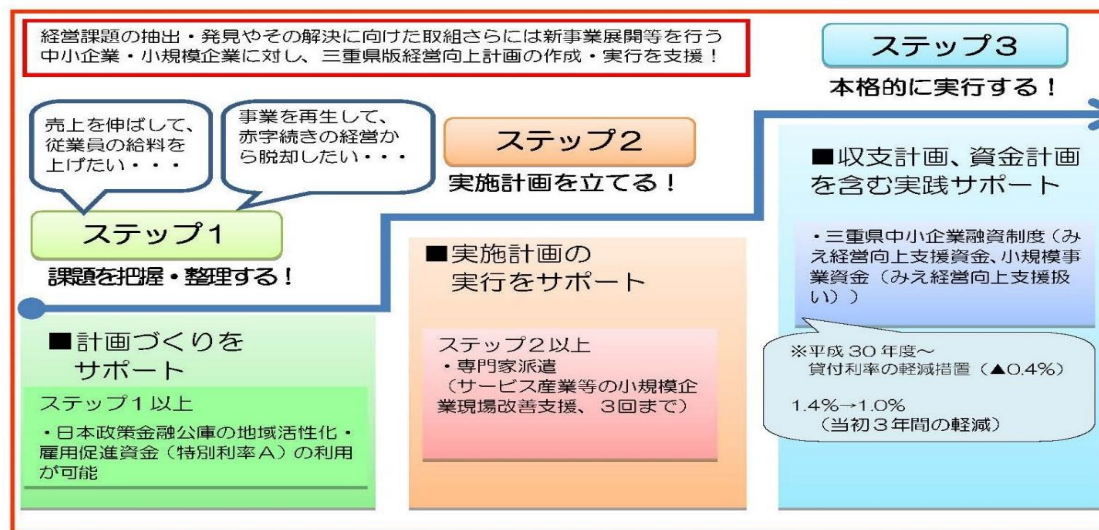 経営課題の抽出・発見やその解決に向けた取組さらには新事業展開等を行う
中小企業・小規模企業に対し、三重県版経営向上計画の作成・実行を支援！
売上を伸ばして、
従業員の給料を
上げたい・・・
事業を再生して、
赤字続きの経営か
ら脱却したい・・・
ステップ１
課題を把握・整理する！
■計画づくりを
サポート
ステップ１以上
・日本政策金融公庫の地域活性化・
雇用促進資金（特別利率Ａ）の利用
が可能
ステップ２
実施計画を立てる！
■実施計画の
実行をサポート
ステップ２以上
・専門家派遣
（サービス産業等の小規模企
業現場改善支援、３回まで）
ステップ３
本格的に実行する！
■収支計画、資金計画
を含む実践サポート
・三重県中小企業融資制度（み
え経営向上支援資金、小規模事
業資金（みえ経営向上支援扱
い））
※平成 30 年度～
貸付利率の軽減措置（▲0.4%）
1.4%→1.0%
（当初３年間の軽減）